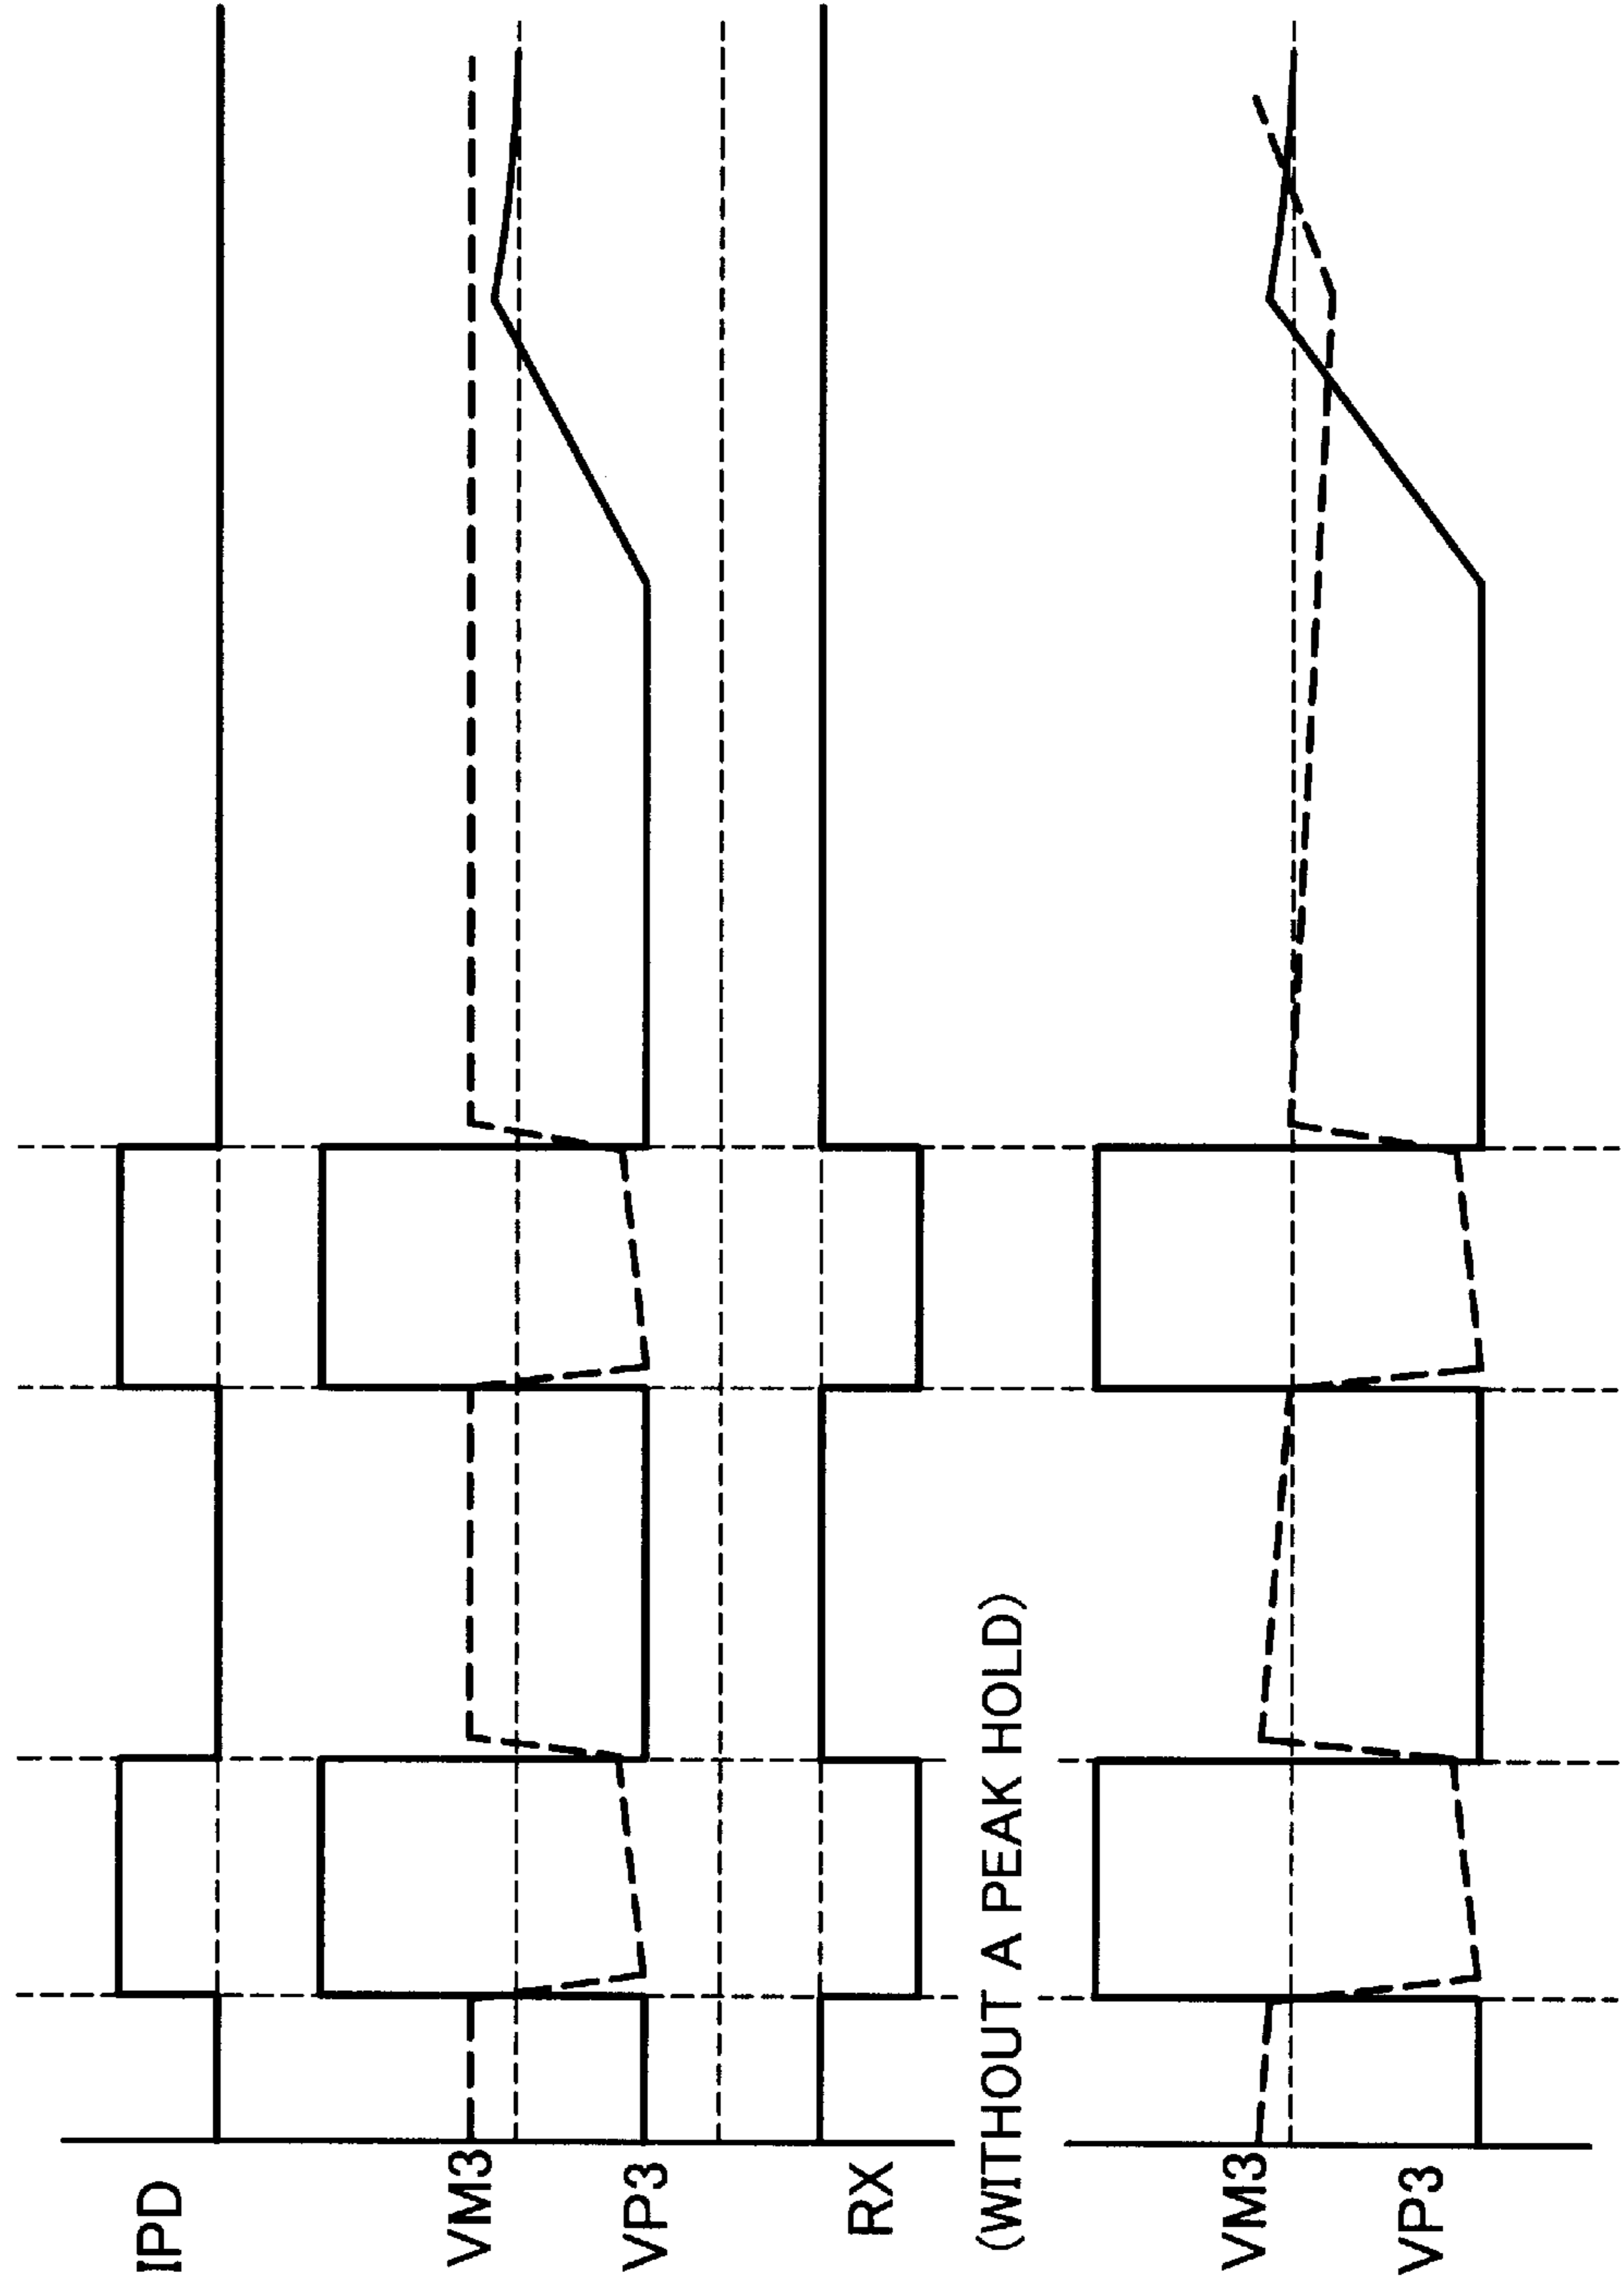 IPD
VM3
VP3
RX
(WITHOUT A PEAK HOLD)
VM3
VP3